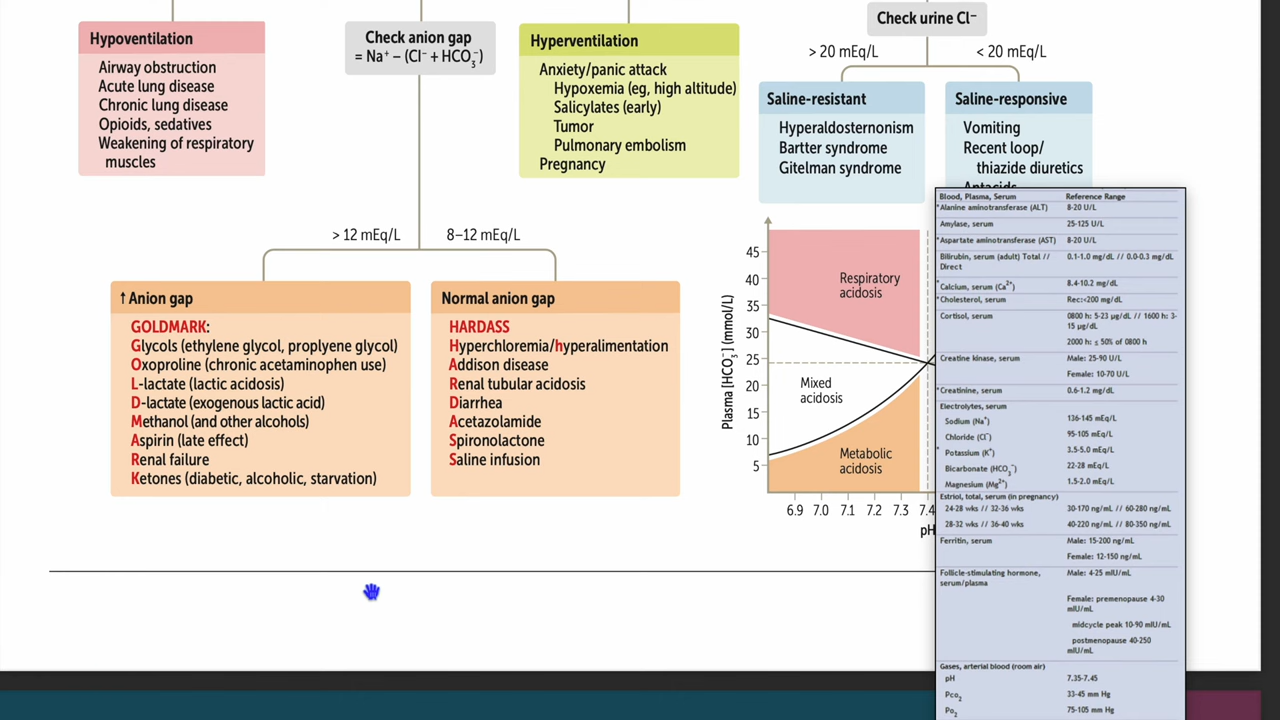 Hypoventilation
Airway obstruction
Acute lung disease
Chronic lung disease
Opioids, sedatives
Weakening of respiratory
muscles
Check anion gap
= Na⁺ − (Cl⁻ + HCO₃⁻)
Hyperventilation
Anxiety/panic attack
Hypoxemia (eg, high altitude)
Salicylates (early)
Tumor
Pulmonary embolism
Pregnancy
Check urine Cl⁻
> 20 mEq/L
< 20 mEq/L
Saline-resistant
Hyperaldosternonism
Bartter syndrome
Gitelman syndrome
Saline-responsive
Vomiting
Recent loop/
thiazide diuretics
Antacids
> 12 mEq/L
8–12 mEq/L
↑ Anion gap
GOLDMARK:
Glycols (ethylene glycol, proplyene glycol)
Oxoproline (chronic acetaminophen use)
L-lactate (lactic acidosis)
D-lactate (exogenous lactic acid)
Methanol (and other alcohols)
Aspirin (late effect)
Renal failure
Ketones (diabetic, alcoholic, starvation)
Normal anion gap
HARDASS
Hyperchloremia/hyperalimentation
Addison disease
Renal tubular acidosis
Diarrhea
Acetazolamide
Spironolactone
Saline infusion
Plasma [HCO₃⁻] (mmol/L)
45
40
35
30
25
20
15
10
5
Respiratory
acidosis
Mixed
acidosis
Metabolic
acidosis
6.9 7.0 7.1 7.2 7.3 7.4
pH
Blood, Plasma, Serum Reference Range
*Alanine aminotransferase (ALT) 8-20 U/L
Amylase, serum 25-125 U/L
*Aspartate aminotransferase (AST) 8-20 U/L
Bilirubin, serum (adult) Total // 0.1-1.0 mg/dL // 0.0-0.3 mg/dL
Direct
*Calcium, serum (Ca²⁺) 8.4-10.2 mg/dL
*Cholesterol, serum Rec:<200 mg/dL
Cortisol, serum 0800 h: 5-23 µg/dL // 1600 h: 3-
15 µg/dL
2000 h: ≤ 50% of 0800 h
Creatine kinase, serum Male: 25-90 U/L
Female: 10-70 U/L
*Creatinine, serum 0.6-1.2 mg/dL
Electrolytes, serum
Sodium (Na⁺) 136-145 mEq/L
Chloride (Cl⁻) 95-105 mEq/L
* Potassium (K⁺) 3.5-5.0 mEq/L
Bicarbonate (HCO₃⁻) 22-28 mEq/L
Magnesium (Mg²⁺) 1.5-2.0 mEq/L
Estriol, total, serum (in pregnancy)
24-28 wks // 32-36 wks 30-170 ng/mL // 60-280 ng/mL
28-32 wks // 36-40 wks 40-220 ng/mL // 80-350 ng/mL
Ferritin, serum Male: 15-200 ng/mL
Female: 12-150 ng/mL
Follicle-stimulating hormone, Male: 4-25 mIU/mL
serum/plasma
Female: premenopause 4-30
mIU/mL
midcycle peak 10-90 mIU/mL
postmenopause 40-250
mIU/mL
Gases, arterial blood (room air)
pH 7.35-7.45
Pco₂ 33-45 mm Hg
Po₂ 75-105 mm Hg